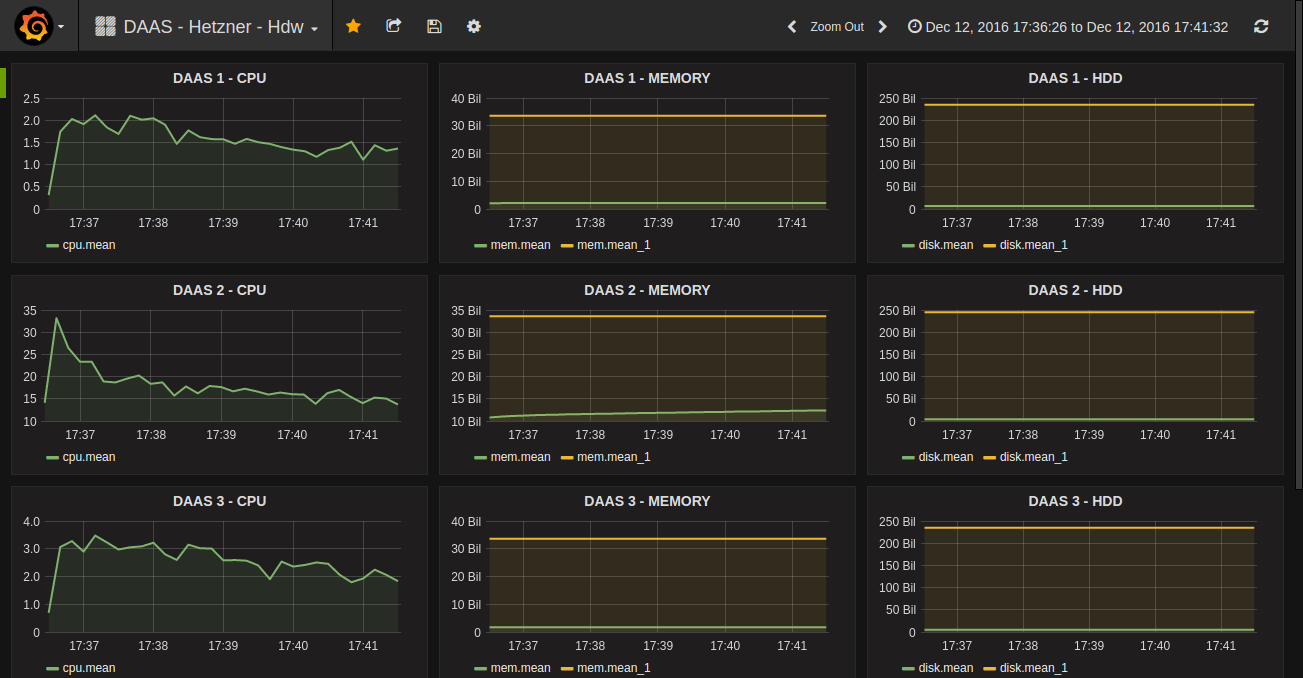 DAAS - Hetzner - Hdw
Zoom Out
Dec 12, 2016 17:36:26 to Dec 12, 2016 17:41:32
DAAS 1 - CPU
2.5
2.0
1.5
1.0
0.5
0
17:37 17:38 17:39 17:40 17:41
cpu.mean
DAAS 1 - MEMORY
40 Bil
30 Bil
20 Bil
10 Bil
0
17:37 17:38 17:39 17:40 17:41
mem.mean mem.mean_1
DAAS 1 - HDD
250 Bil
200 Bil
150 Bil
100 Bil
50 Bil
0
17:37 17:38 17:39 17:40 17:41
disk.mean disk.mean_1
DAAS 2 - CPU
35
30
25
20
15
10
17:37 17:38 17:39 17:40 17:41
cpu.mean
DAAS 2 - MEMORY
35 Bil
30 Bil
25 Bil
20 Bil
15 Bil
10 Bil
17:37 17:38 17:39 17:40 17:41
mem.mean mem.mean_1
DAAS 2 - HDD
250 Bil
200 Bil
150 Bil
100 Bil
50 Bil
0
17:37 17:38 17:39 17:40 17:41
disk.mean disk.mean_1
DAAS 3 - CPU
4.0
3.0
2.0
1.0
0
17:37 17:38 17:39 17:40 17:41
cpu.mean
DAAS 3 - MEMORY
40 Bil
30 Bil
20 Bil
10 Bil
0
17:37 17:38 17:39 17:40 17:41
mem.mean mem.mean_1
DAAS 3 - HDD
250 Bil
200 Bil
150 Bil
100 Bil
50 Bil
0
17:37 17:38 17:39 17:40 17:41
disk.mean disk.mean_1